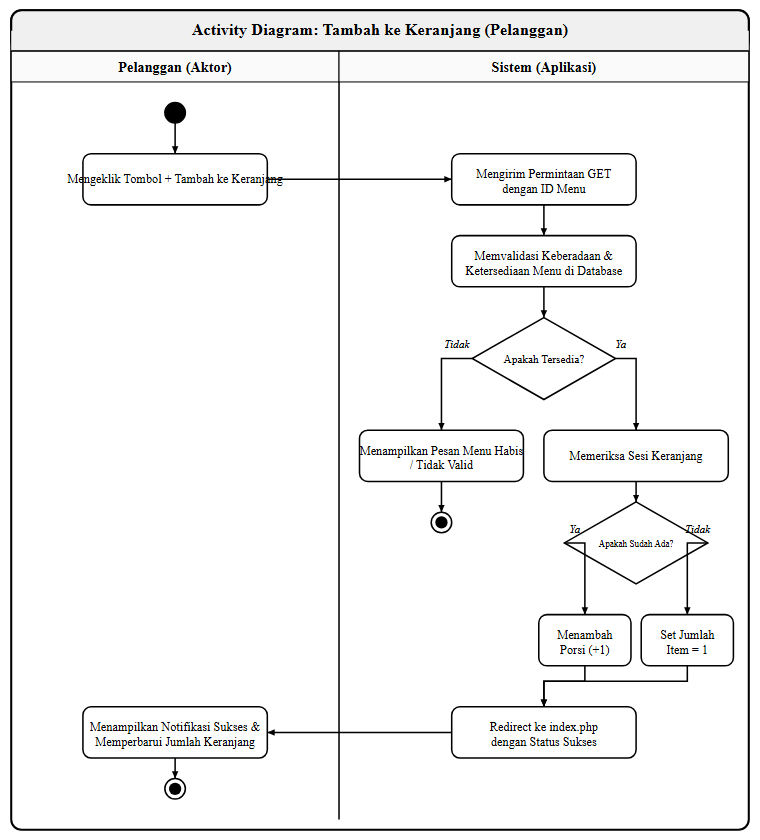 Activity Diagram: Tambah ke Keranjang (Pelanggan)
Pelanggan (Aktor)
Sistem (Aplikasi)
Mengeklik Tombol + Tambah ke Keranjang
Mengirim Permintaan GET
dengan ID Menu
Memvalidasi Keberadaan &
Ketersediaan Menu di Database
Tidak
Ya
Apakah Tersedia?
Menampilkan Pesan Menu Habis
/ Tidak Valid
Memeriksa Sesi Keranjang
Ya
Tidak
Apakah Sudah Ada?
Menambah
Porsi (+1)
Set Jumlah
Item = 1
Menampilkan Notifikasi Sukses &
Memperbarui Jumlah Keranjang
Redirect ke index.php
dengan Status Sukses